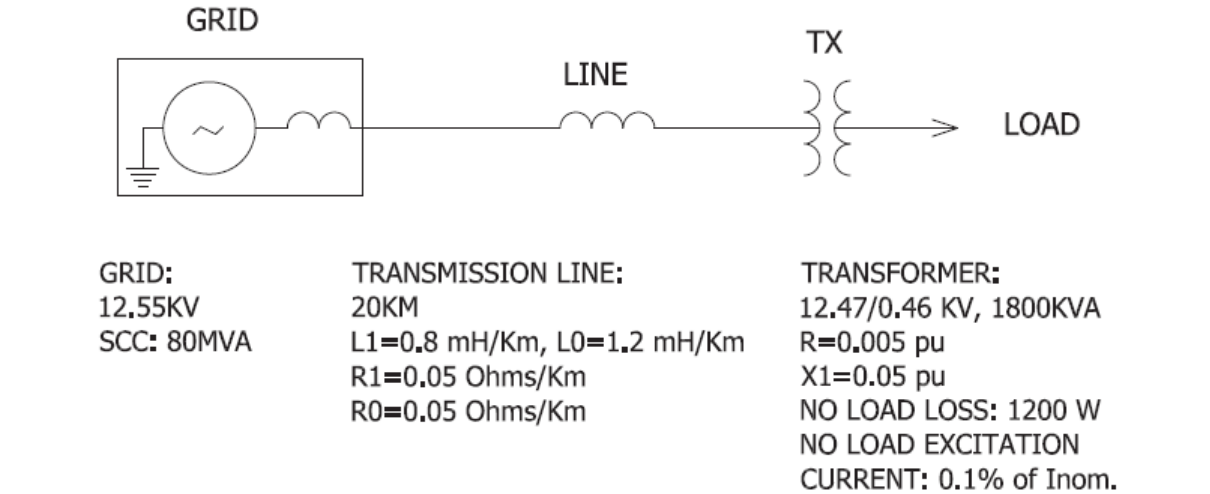 GRID
TX
LINE
LOAD
GRID:
12.55KV
SCC: 80MVA
TRANSMISSION LINE:
20KM
L1=0.8 mH/Km, L0=1.2 mH/Km
R1=0.05 Ohms/Km
R0=0.05 Ohms/Km
TRANSFORMER:
12.47/0.46 KV, 1800KVA
R=0.005 pu
X1=0.05 pu
NO LOAD LOSS: 1200 W
NO LOAD EXCITATION
CURRENT: 0.1% of Inom.